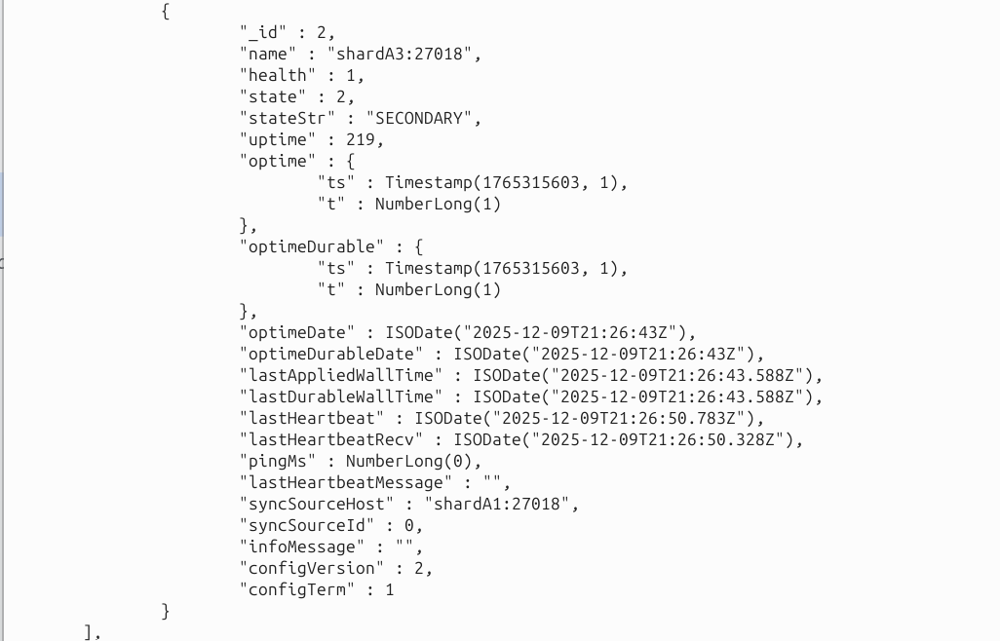 {
"_id" : 2,
"name" : "shardA3:27018",
"health" : 1,
"state" : 2,
"stateStr" : "SECONDARY",
"uptime" : 219,
"optime" : {
"ts" : Timestamp(1765315603, 1),
"t" : NumberLong(1)
},
"optimeDurable" : {
"ts" : Timestamp(1765315603, 1),
"t" : NumberLong(1)
},
"optimeDate" : ISODate("2025-12-09T21:26:43Z"),
"optimeDurableDate" : ISODate("2025-12-09T21:26:43Z"),
"lastAppliedWallTime" : ISODate("2025-12-09T21:26:43.588Z"),
"lastDurableWallTime" : ISODate("2025-12-09T21:26:43.588Z"),
"lastHeartbeat" : ISODate("2025-12-09T21:26:50.783Z"),
"lastHeartbeatRecv" : ISODate("2025-12-09T21:26:50.328Z"),
"pingMs" : NumberLong(0),
"lastHeartbeatMessage" : "",
"syncSourceHost" : "shardA1:27018",
"syncSourceId" : 0,
"infoMessage" : "",
"configVersion" : 2,
"configTerm" : 1
}
],